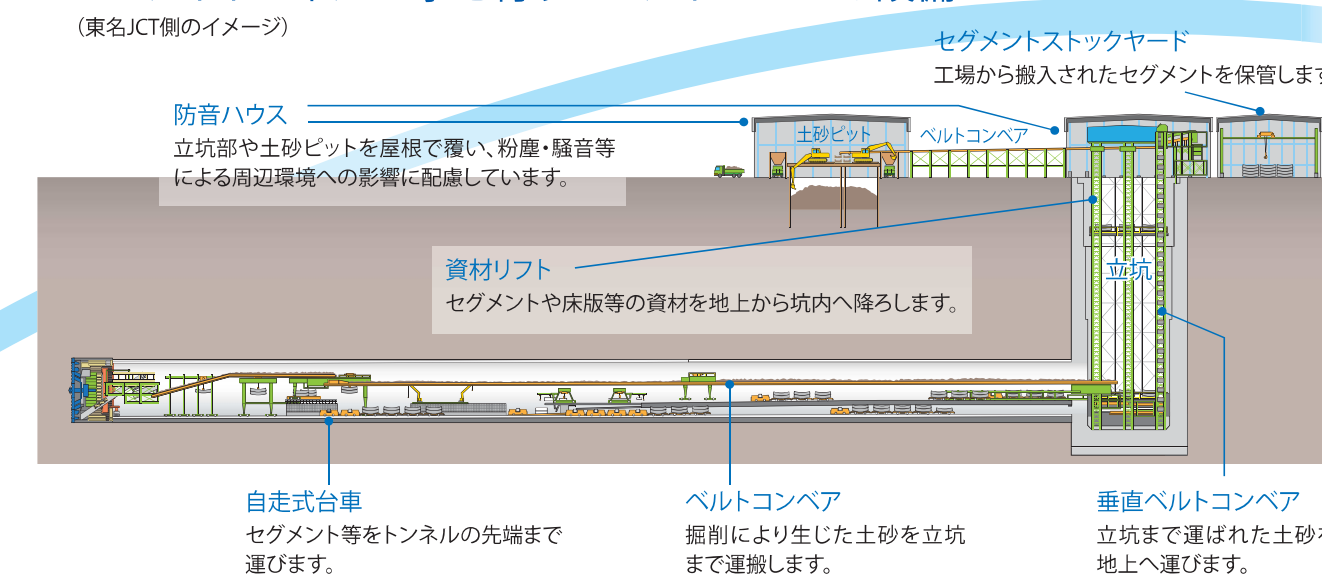 （東名JCT側のイメージ）
セグメントストックヤード
工場から搬入されたセグメントを保管します
防音ハウス
立坑部や土砂ピットを屋根で覆い、粉塵・騒音等
による周辺環境への影響に配慮しています。
土砂ピット
ベルトコンベア
資材リフト
セグメントや床版等の資材を地上から坑内へ降ろします。
立坑
自走式台車
セグメント等をトンネルの先端まで
運びます。
ベルトコンベア
掘削により生じた土砂を立坑
まで運搬します。
垂直ベルトコンベア
立坑まで運ばれた土砂
地上へ運びます。